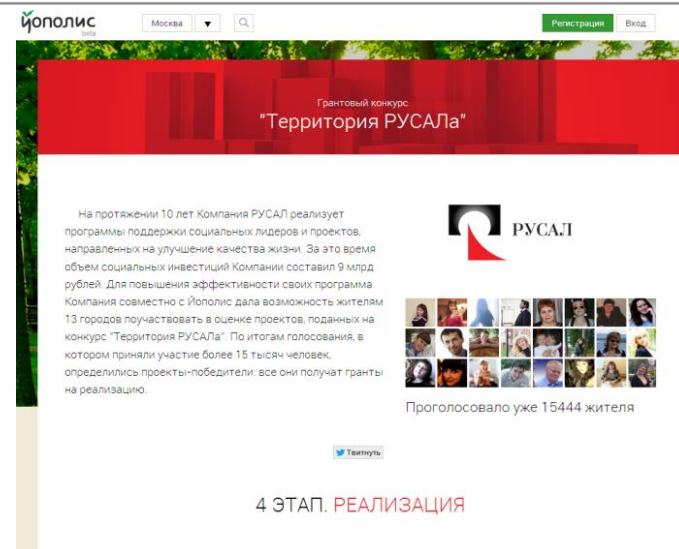 йополис
beta
Москва
Регистрация
Вход
Грантовый конкурс
"Территория РУСАЛа"
На протяжении 10 лет Компания РУСАЛ реализует
программы поддержки социальных лидеров и проектов,
направленных на улучшение качества жизни. За это время
объем социальных инвестиций Компании составил 9 млрд
рублей. Для повышения эффективности своих программа
Компания совместно с Йополис дала возможность жителям
13 городов поучаствовать в оценке проектов, поданных на
конкурс "Территория РУСАЛа". По итогам голосования, в
котором приняли участие более 15 тысяч человек,
определились проекты-победители: все они получат гранты
на реализацию.
РУСАЛ
Проголосовало уже 15444 жителя
Твитнуть
4 ЭТАП. РЕАЛИЗАЦИЯ